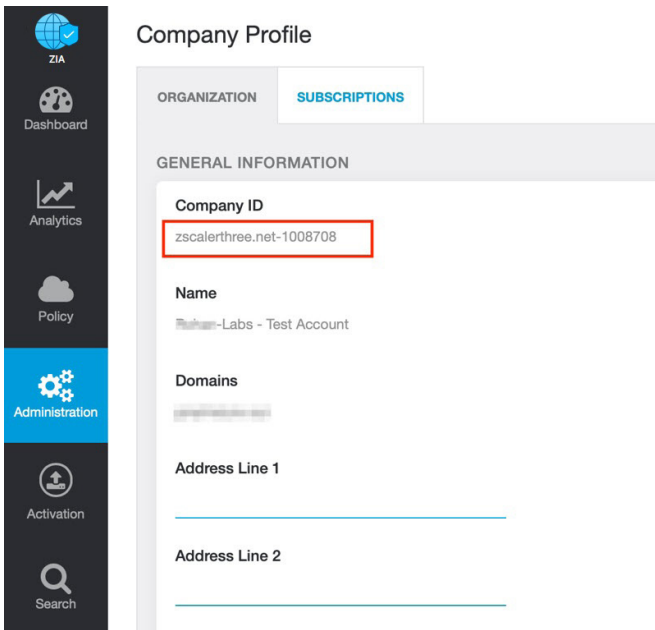 ZIA
Dashboard
Analytics
Policy
Administration
Activation
Search
Company Profile
ORGANIZATION
SUBSCRIPTIONS
GENERAL INFORMATION
Company ID
zscalerthree.net-1008708
Name
-Labs - Test Account
Domains
Address Line 1
Address Line 2